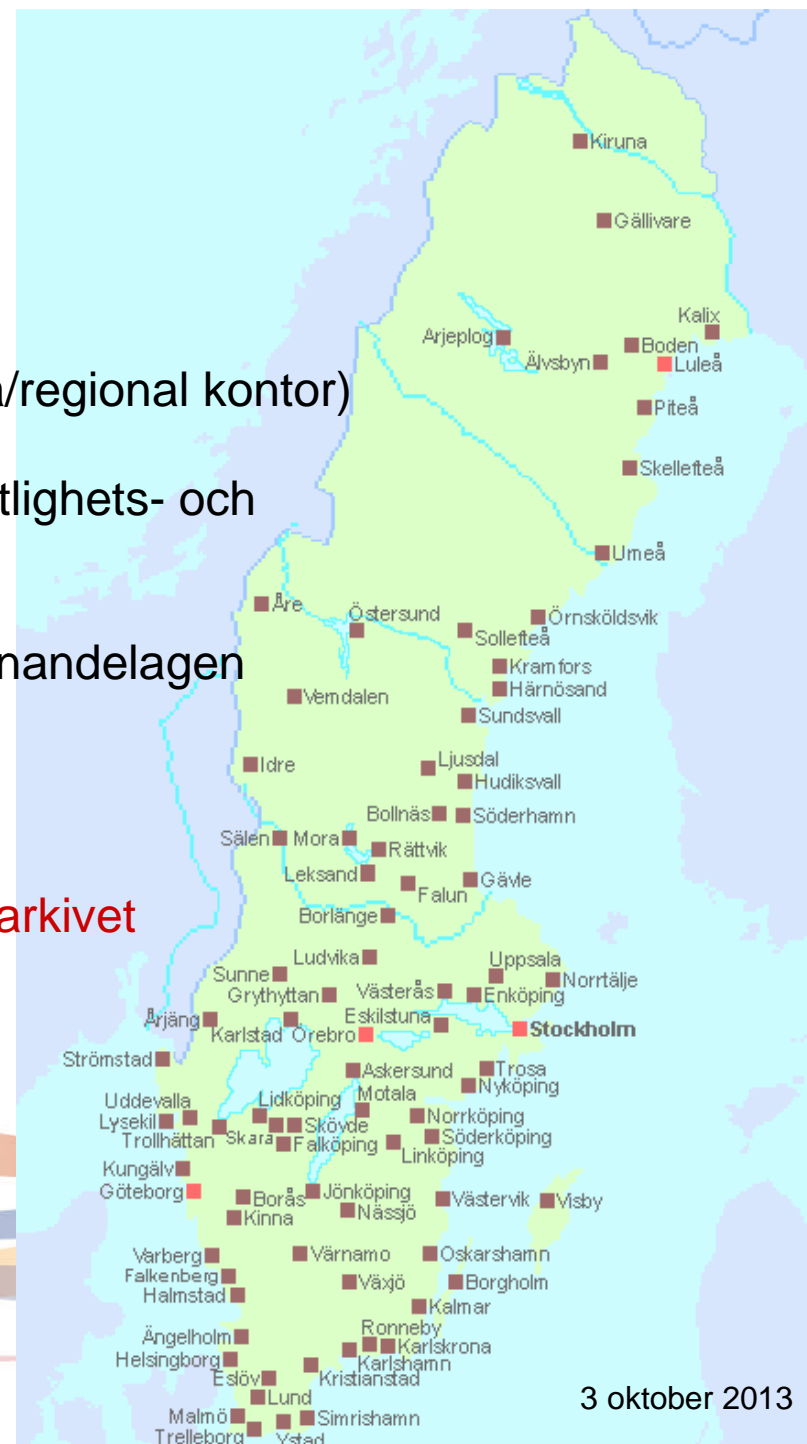 Kiruna
Gällivare
Kalix
Arjeplog
Boden
Älvsbyn
Luleå
a/regional kontor)
Piteå
Skellefteå
tlighets- och
Umeå
Åre
Östersund
Örnsköldsvik
Sollefteå
nandelagen
Kramfors
Härnösand
Vemdalen
Sundsvall
Idre
Ljusdal
Hudiksvall
Bollnäs
Söderhamn
Sälen
Mora
Rättvik
Leksand
Gävle
Falun
arkivet
Borlänge
Ludvika
Uppsala
Sunne
Norrtälje
Grythyttan
Västerås
Enköping
Årjäng
Eskilstuna
Karlstad
Örebro
Stockholm
Strömstad
Askersund
Trosa
Nyköping
Uddevalla
Lidköping
Motala
Lysekil
Norrköping
Trollhättan
Skara
Skövde
Söderköping
Falköping
Linköping
Kungälv
Göteborg
Jönköping
Borås
Västervik
Visby
Nässjö
Kinna
Varberg
Värnamo
Oskarshamn
Falkenberg
Växjö
Borgholm
Halmstad
Kalmar
Ronneby
Ängelholm
Karlskrona
Helsingborg
Karlshamn
Eslöv
Kristianstad
Lund
3 oktober 2013
Malmö
Simrishamn
Trelleborg
Ystad